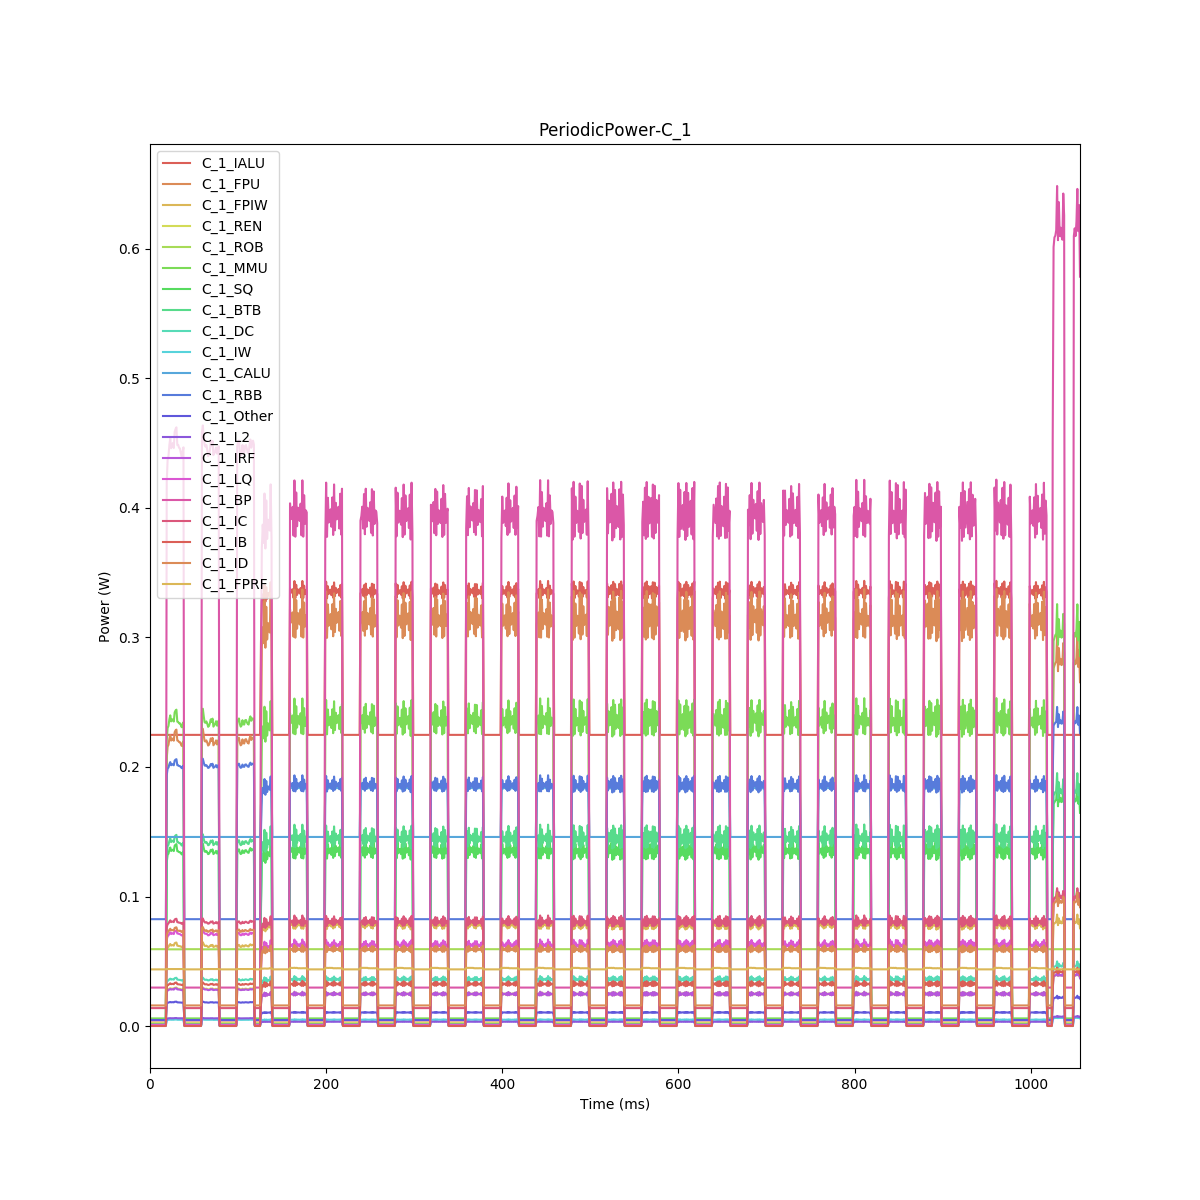 PeriodicPower-C_1
C_1_IALU
C_1_FPU
C_1_FPIW
C_1_REN
C_1_ROB
C_1_MMU
C_1_SQ
C_1_BTB
C_1_DC
C_1_IW
C_1_CALU
C_1_RBB
C_1_Other
C_1_L2
C_1_IRF
C_1_LQ
C_1_BP
C_1_IC
C_1_IB
C_1_ID
C_1_FPRF
0.6
0.5
0.4
0.3
0.2
0.1
0.0
Power (W)
0 200 400 600 800 1000
Time (ms)